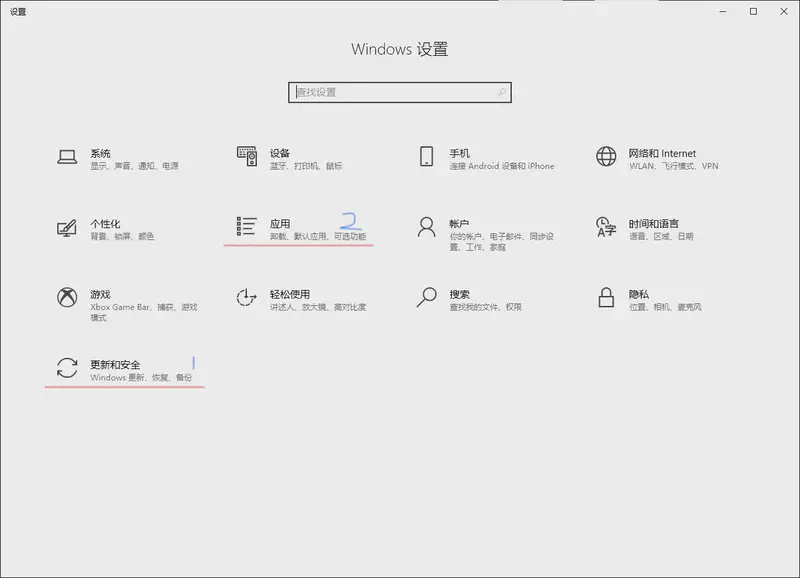 设置
Windows 设置
查找设置
系统
显示、声音、通知、电源
设备
蓝牙、打印机、鼠标
手机
连接 Android 设备和 iPhone
网络和 Internet
WLAN、飞行模式、VPN
个性化
背景、锁屏、颜色
应用 2
卸载、默认应用、可选功能
帐户
你的帐户、电子邮件、同步设
置、工作、家庭
时间和语言
语音、区域、日期
游戏
Xbox Game Bar、捕获、游戏
模式
轻松使用
讲述人、放大镜、高对比度
搜索
查找我的文件、权限
隐私
位置、相机、麦克风
更新和安全 1
Windows 更新、恢复、备份